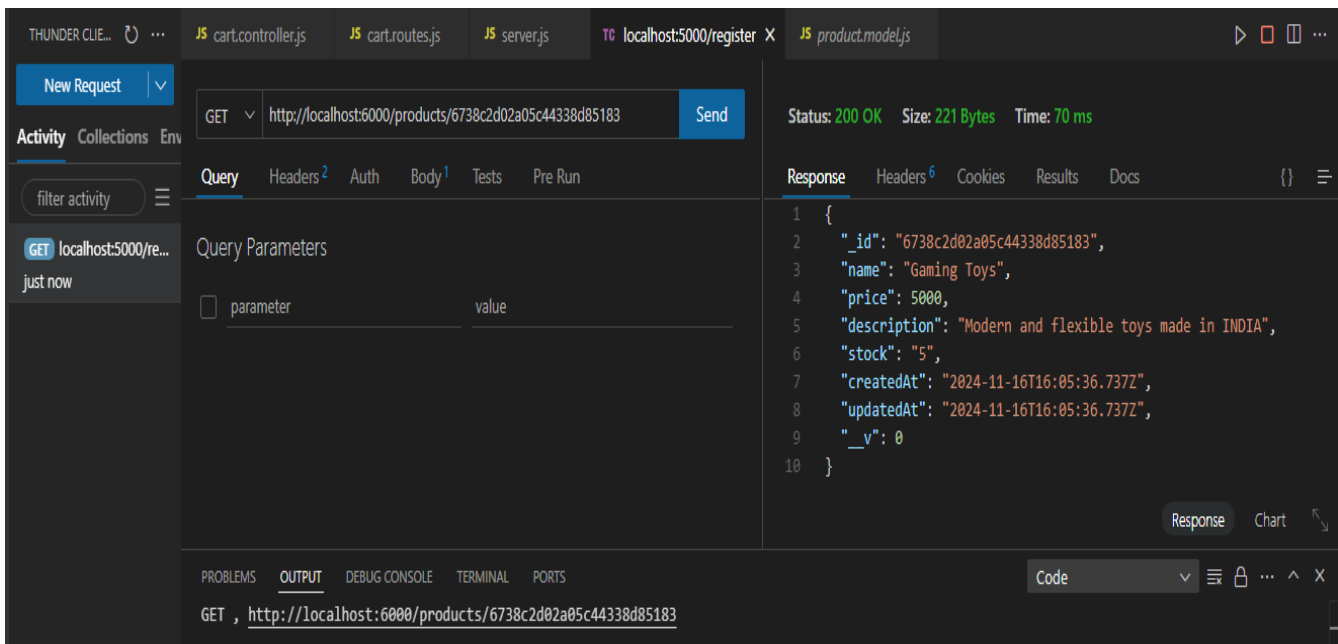 THUNDER CLIE... ...
JS cart.controller.js JS cart.routes.js JS server.js TC localhost:5000/register X JS product.model.js ...
New Request
Activity Collections Env
filter activity
GET localhost:5000/re...
just now
GET http://localhost:6000/products/6738c2d02a05c44338d85183 Send
Query Headers 2 Auth Body 1 Tests Pre Run
Query Parameters
parameter value
Status: 200 OK Size: 221 Bytes Time: 70 ms
Response Headers 6 Cookies Results Docs {}
1 {
2 "_id": "6738c2d02a05c44338d85183",
3 "name": "Gaming Toys",
4 "price": 5000,
5 "description": "Modern and flexible toys made in INDIA",
6 "stock": "5",
7 "createdAt": "2024-11-16T16:05:36.737Z",
8 "updatedAt": "2024-11-16T16:05:36.737Z",
9 "__v": 0
10 }
Response Chart
PROBLEMS OUTPUT DEBUG CONSOLE TERMINAL PORTS Code ... X
GET , http://localhost:6000/products/6738c2d02a05c44338d85183